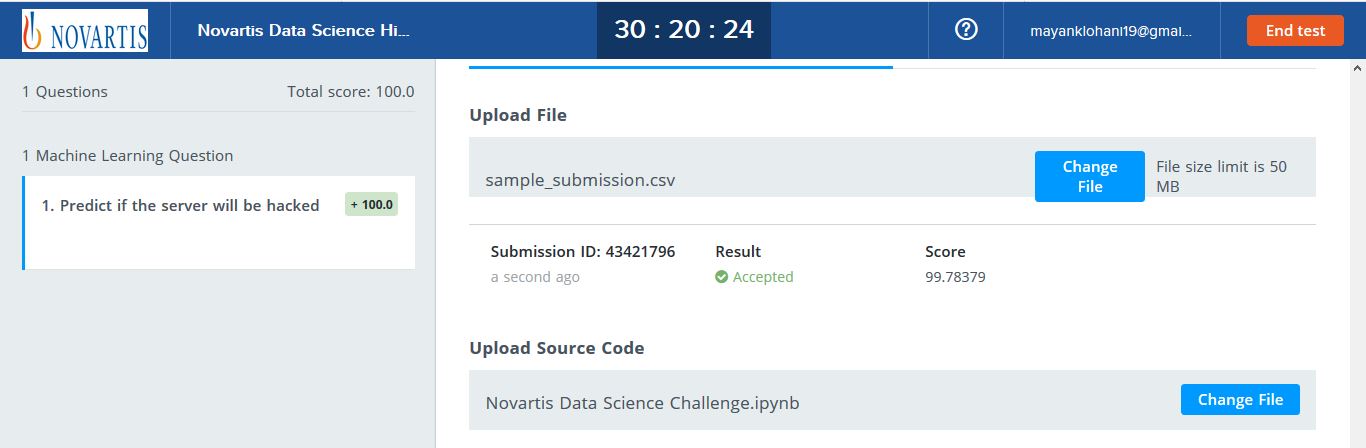 NOVARTIS
Novartis Data Science Hi...
30 : 20 : 24
mayanklohani19@gmal...
End test
1 Questions
Total score: 100.0
1 Machine Learning Question
1. Predict if the server will be hacked
+ 100.0
Upload File
sample_submission.csv
Change
File
File size limit is 50
MB
Submission ID: 43421796
Result
Score
a second ago
Accepted
99.78379
Upload Source Code
Novartis Data Science Challenge.ipynb
Change File